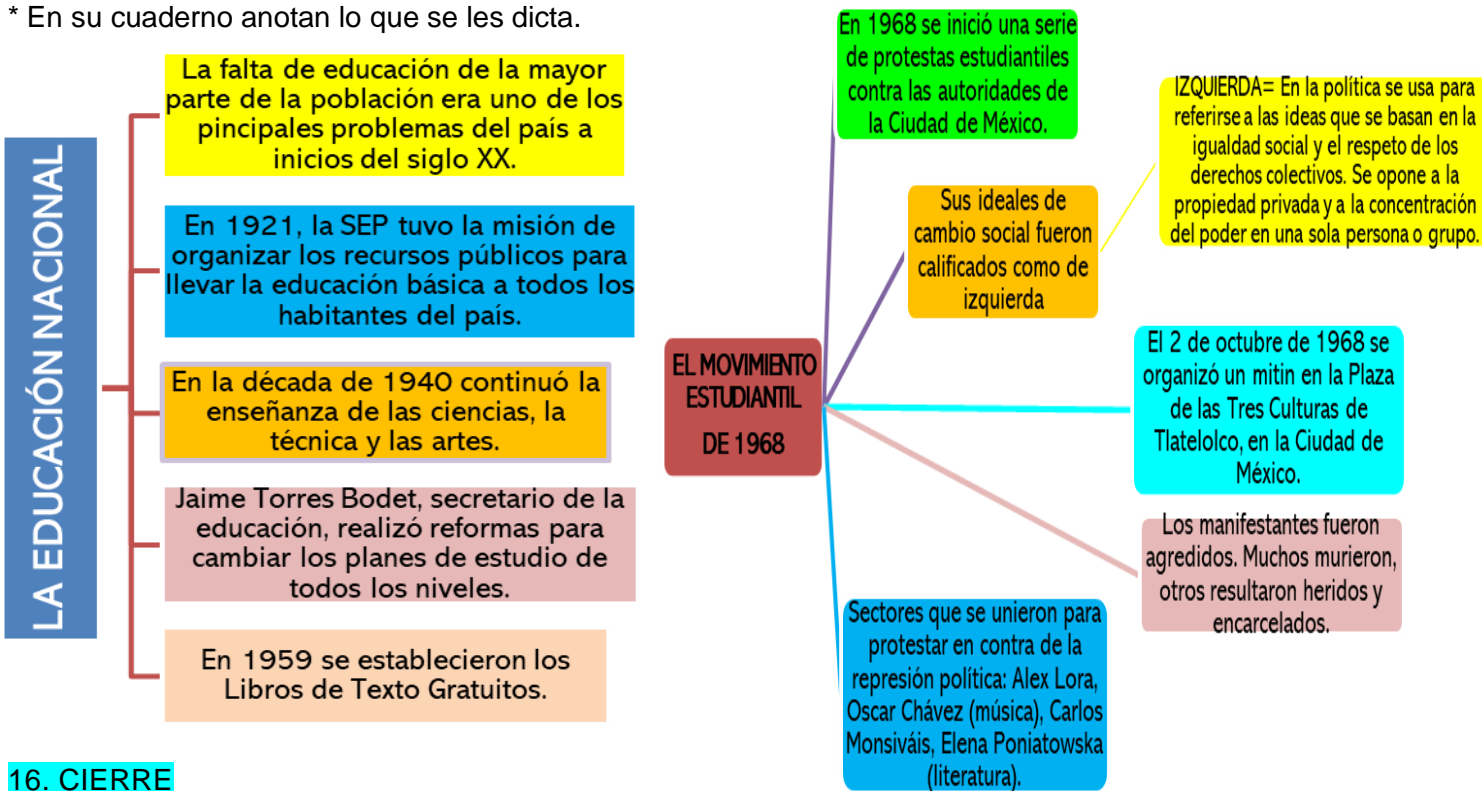 * En su cuaderno anotan lo que se les dicta.
LA EDUCACIÓN NACIONAL
La falta de educación de la mayor
parte de la población era uno de los
pincipales problemas del país a
inicios del siglo XX.
En 1921, la SEP tuvo la misión de
organizar los recursos públicos para
llevar la educación básica a todos los
habitantes del país.
En la década de 1940 continuó la
enseñanza de las ciencias, la
técnica y las artes.
Jaime Torres Bodet, secretario de la
educación, realizó reformas para
cambiar los planes de estudio de
todos los niveles.
En 1959 se establecieron los
Libros de Texto Gratuitos.
EL MOVIMIENTO
ESTUDIANTIL
DE 1968
En 1968 se inició una serie
de protestas estudiantiles
contra las autoridades de
la Ciudad de México.
Sus ideales de
cambio social fueron
calificados como de
izquierda
IZQUIERDA= En la política se usa para
referirse a las ideas que se basan en la
igualdad social y el respeto de los
derechos colectivos. Se opone a la
propiedad privada y a la concentración
del poder en una sola persona o grupo.
El 2 de octubre de 1968 se
organizó un mitin en la Plaza
de las Tres Culturas de
Tlatelolco, en la Ciudad de
México.
Los manifestantes fueron
agredidos. Muchos murieron,
otros resultaron heridos y
encarcelados.
Sectores que se unieron para
protestar en contra de la
represión política: Alex Lora,
Oscar Chávez (música), Carlos
Monsiváis, Elena Poniatowska
(literatura).
16. CIERRE